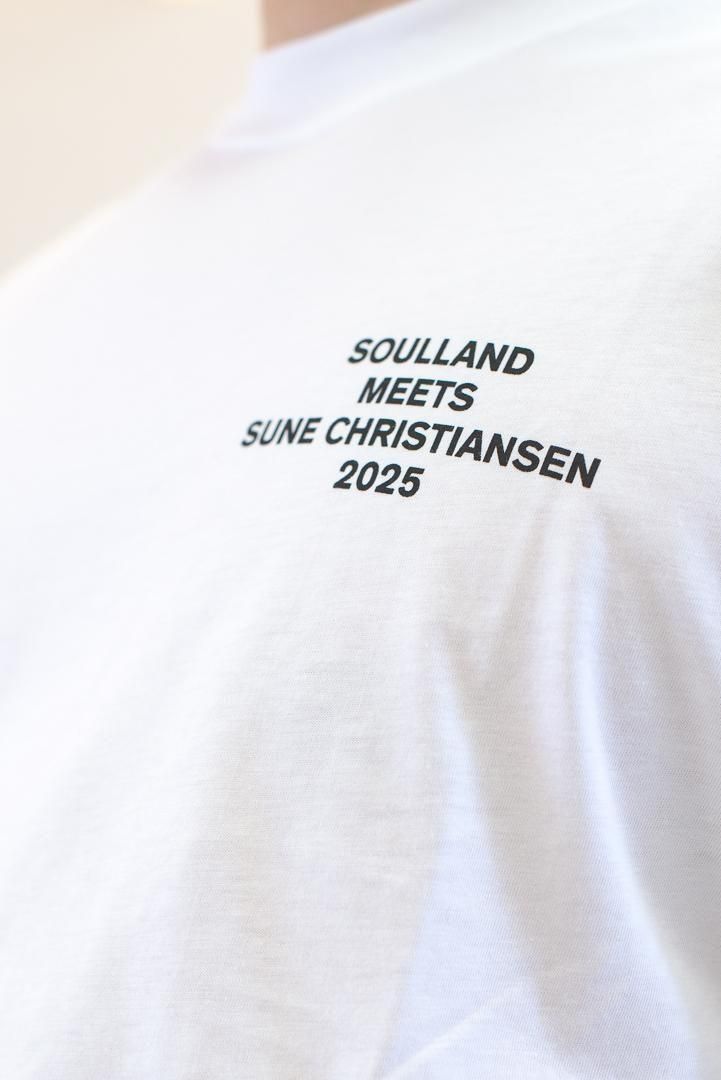 SOULLAND
MEETS
SUNE CHRISTIANSEN
2025